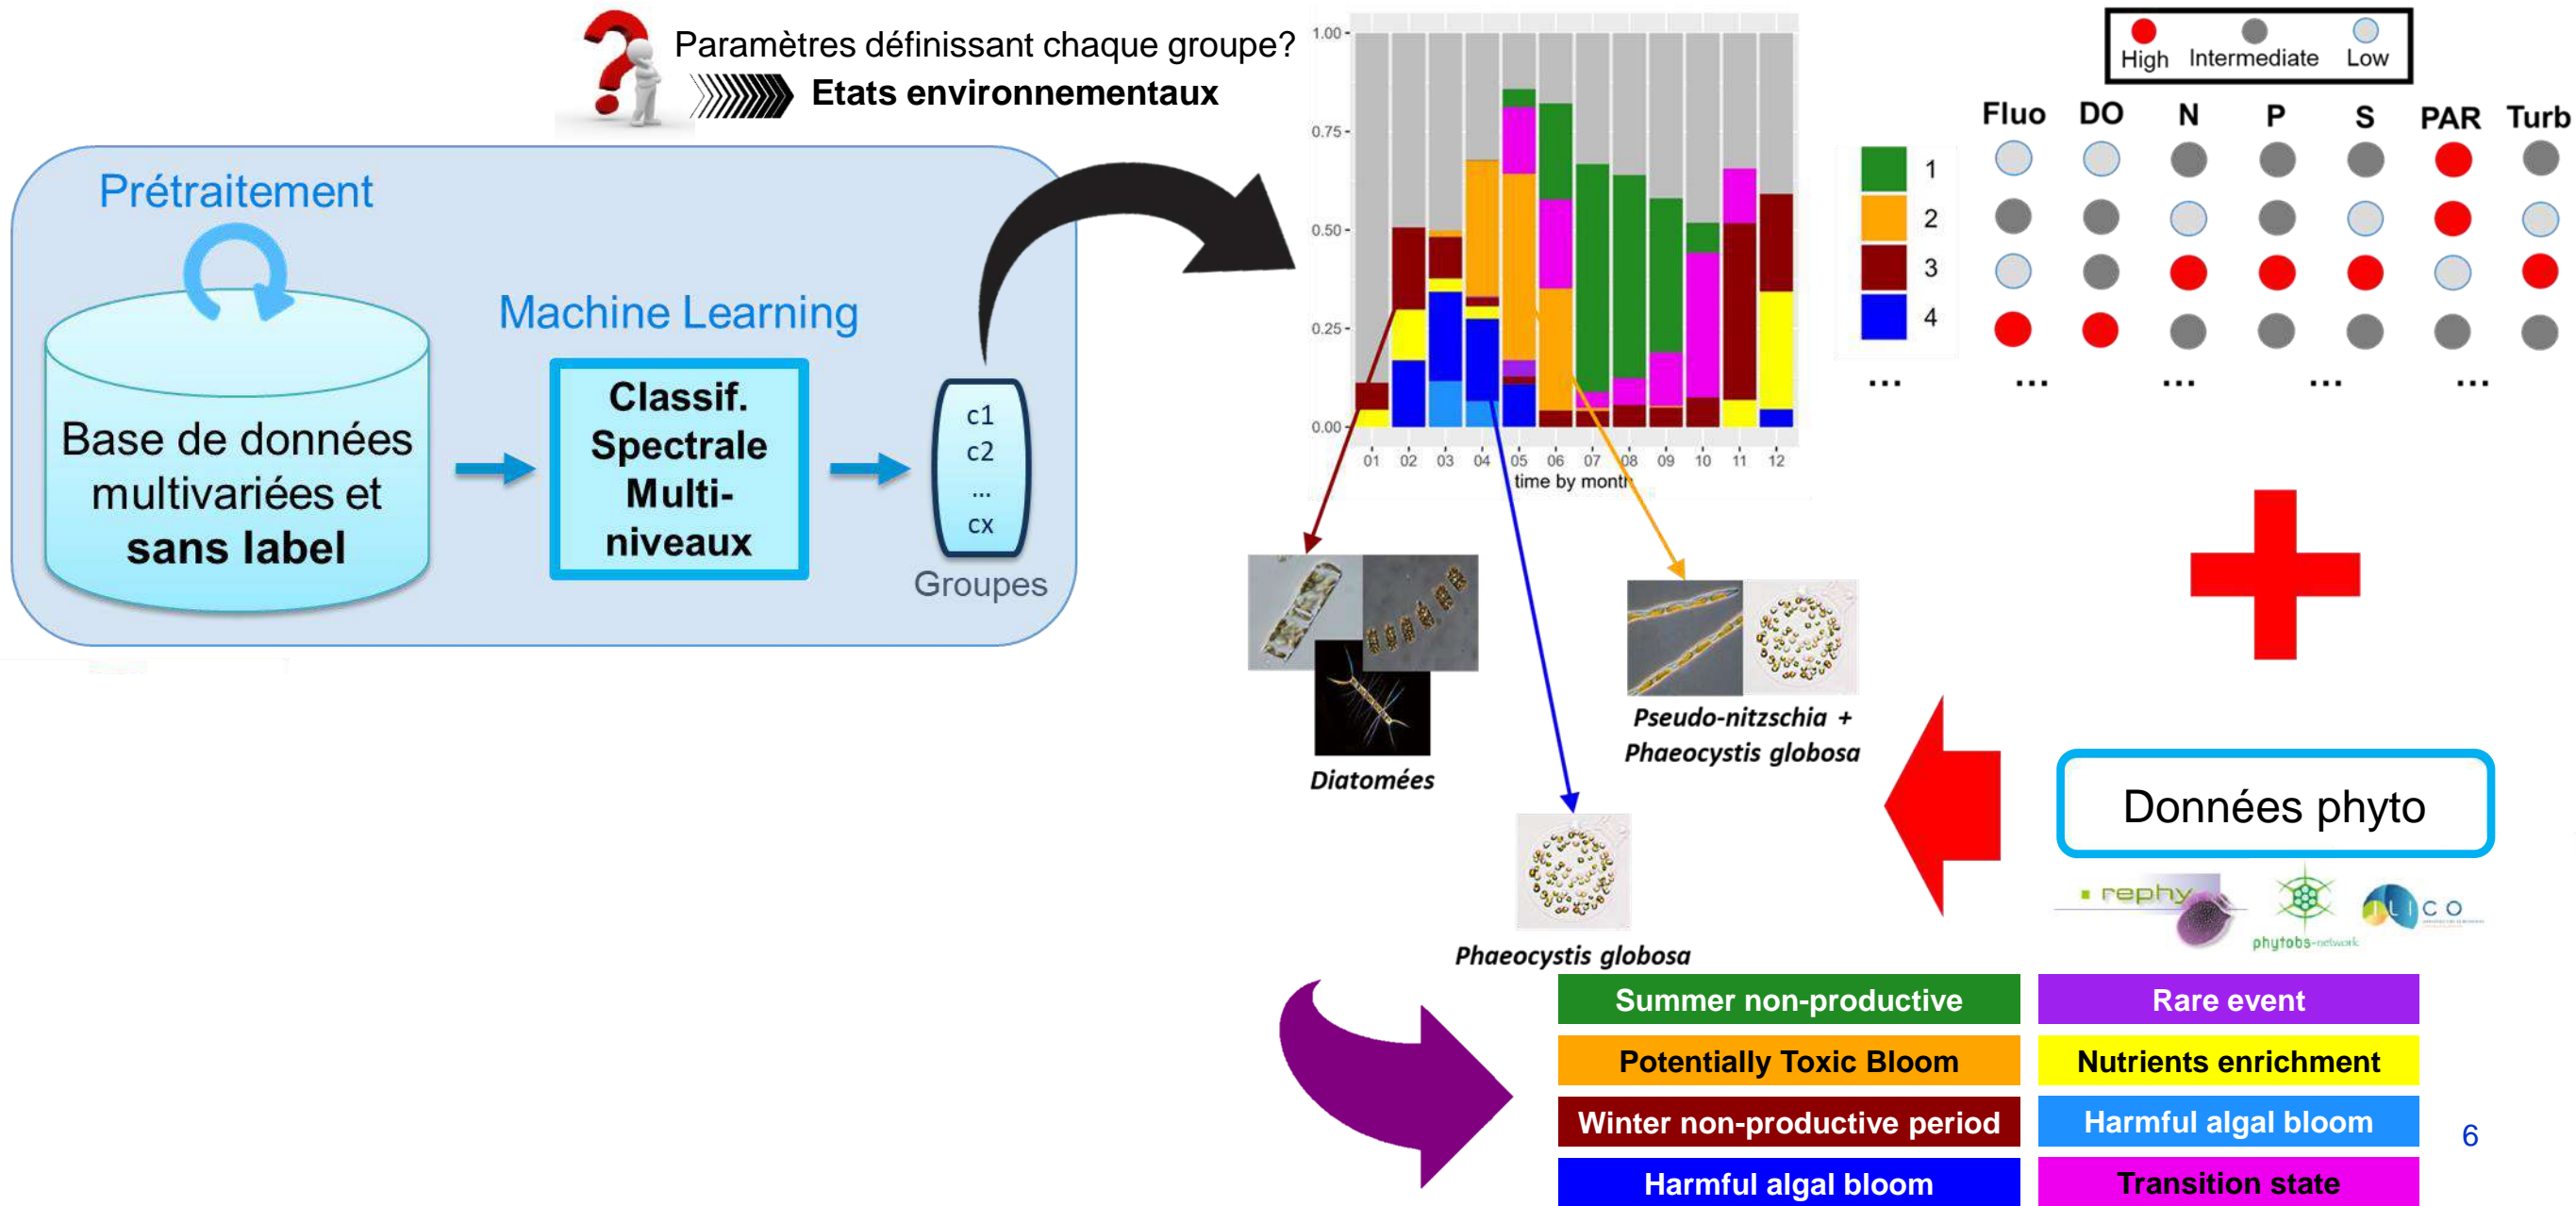 Paramètres définissant chaque groupe?
Etats environnementaux
Prétraitement
Base de données
multivariées et
sans label
Machine Learning
Classif.
Spectrale
Multi-
niveaux
c1
c2
...
cx
Groupes
1.00
0.75
0.50
0.25
0.00
01 02 03 04 05 06 07 08 09 10 11 12
time by month
1
2
3
4
...
High Intermediate Low
Fluo DO N P S PAR Turb
... ... ... ...
Diatomées
Phaeocystis globosa
Pseudo-nitzschia +
Phaeocystis globosa
Données phyto
rephy
phytobs-network
ILICO
Summer non-productive
Potentially Toxic Bloom
Winter non-productive period
Harmful algal bloom
Rare event
Nutrients enrichment
Harmful algal bloom
Transition state
6